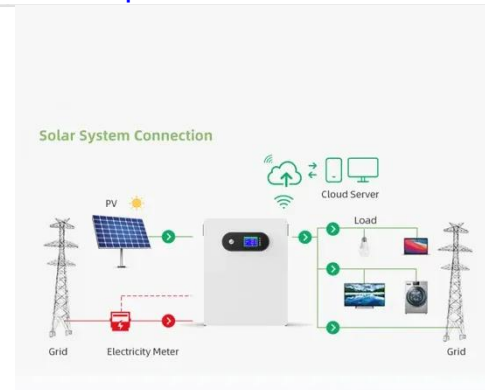 Solar System Connection
Cloud Server
PV
Load
Grid
Electricity Meter
Grid